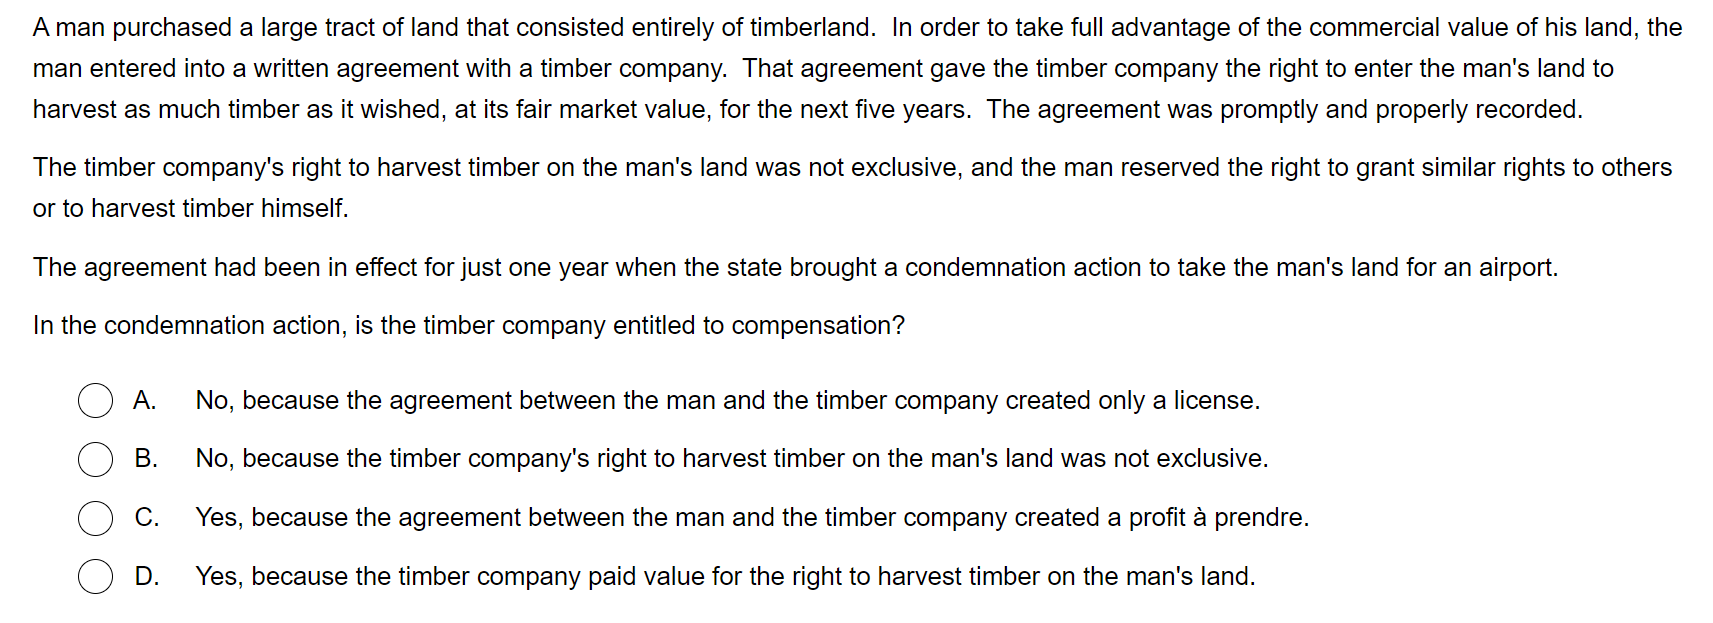 A man purchased a large tract of land that consisted entirely of timberland.  In order to take full advantage of the commercial value of his land, the
man entered into a written agreement with a timber company.  That agreement gave the timber company the right to enter the man's land to
harvest as much timber as it wished, at its fair market value, for the next five years.  The agreement was promptly and properly recorded.
The timber company's right to harvest timber on the man's land was not exclusive, and the man reserved the right to grant similar rights to others
or to harvest timber himself.
The agreement had been in effect for just one year when the state brought a condemnation action to take the man's land for an airport.
In the condemnation action, is the timber company entitled to compensation?
A. No, because the agreement between the man and the timber company created only a license.
B. No, because the timber company's right to harvest timber on the man's land was not exclusive.
C. Yes, because the agreement between the man and the timber company created a profit à prendre.
D. Yes, because the timber company paid value for the right to harvest timber on the man's land.